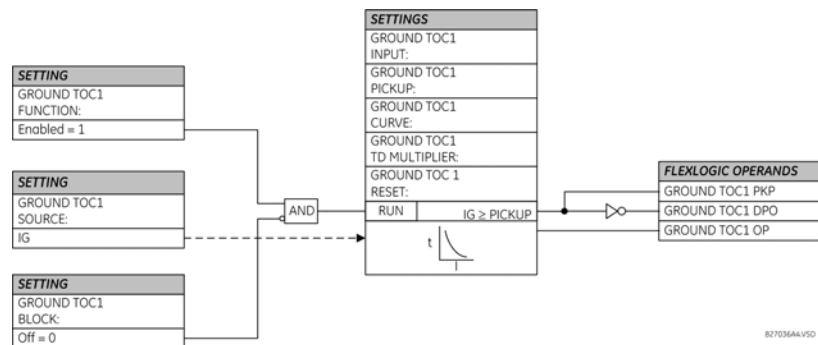 SETTING
GROUND TOC1
FUNCTION:
Enabled = 1
SETTING
GROUND TOC1
SOURCE:
IG
SETTING
GROUND TOC1
BLOCK:
Off = 0
AND
SETTINGS
GROUND TOC1
INPUT:
GROUND TOC1
PICKUP:
GROUND TOC1
CURVE:
GROUND TOC1
TD MULTIPLIER:
GROUND TOC 1
RESET:
RUN
IG ≥ PICKUP
t
I
FLEXLOGIC OPERANDS
GROUND TOC1 PKP
GROUND TOC1 DPO
GROUND TOC1 OP
827036A4.VSD